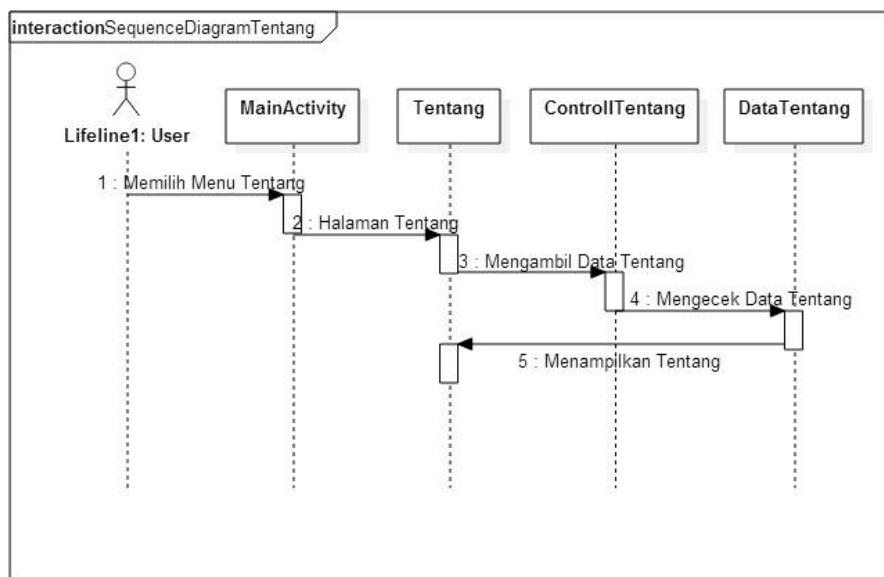 interactionSequenceDiagramTentang
MainActivity
Tentang
ControllTentang
DataTentang
Lifeline1: User
1 : Memilih Menu Tentang
2 : Halaman Tentang
3 : Mengambil Data Tentang
4 : Mengecek Data Tentang
5 : Menampilkan Tentang